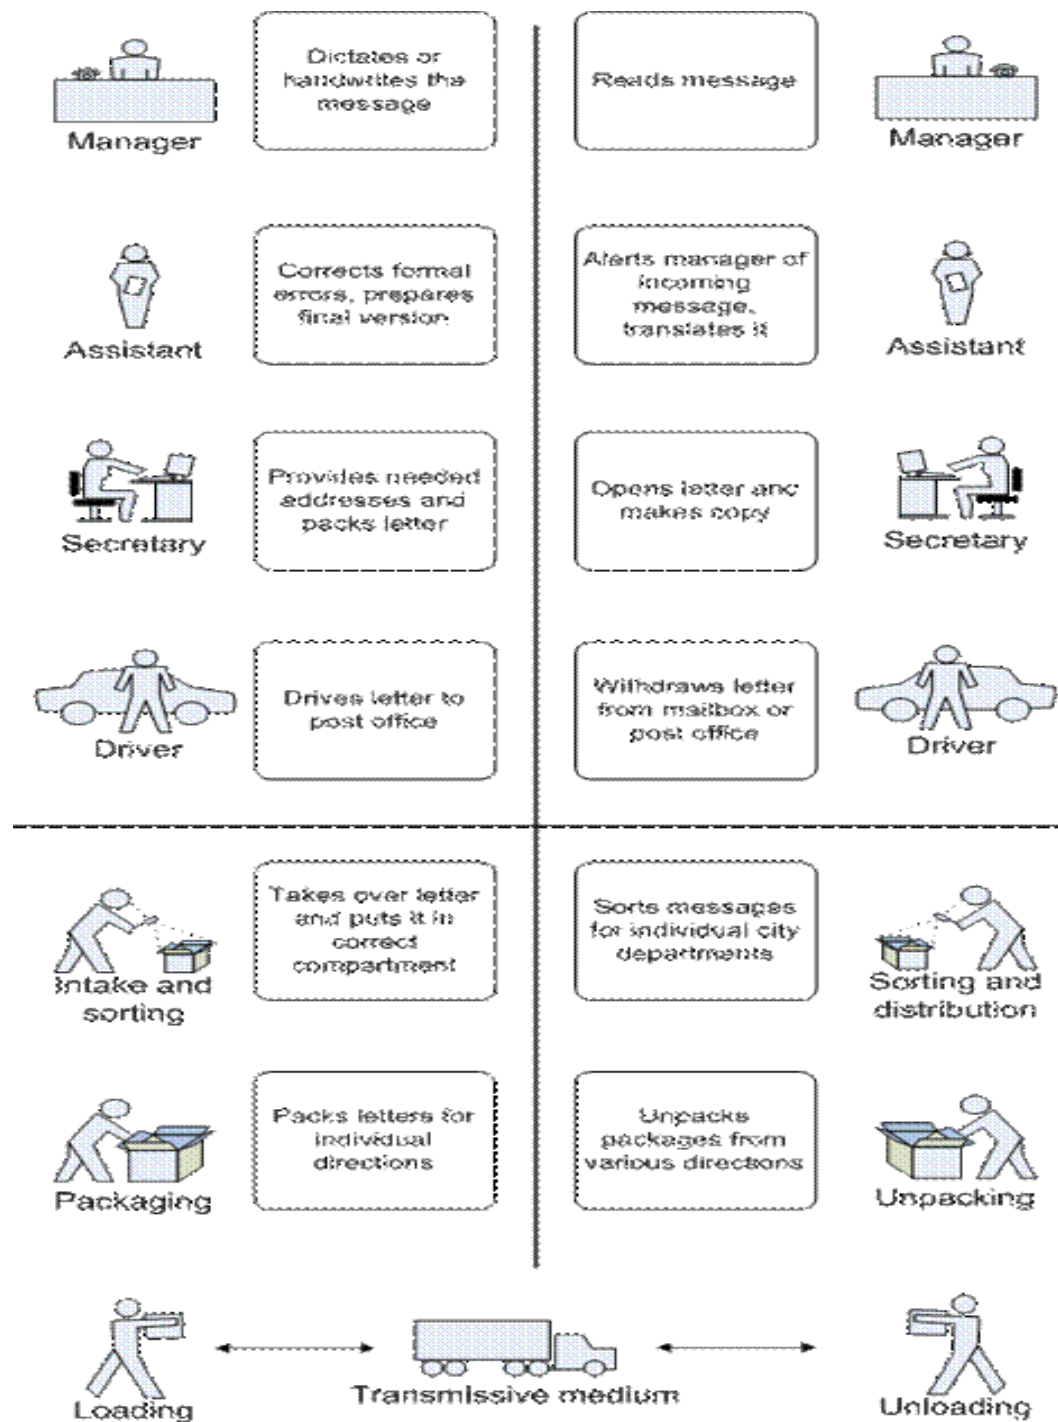 Dictates or
handwrites the
message
Reads message
Manager
Manager
Corrects formal
errors, prepares
final version
Alerts manager of
incoming
message,
translates it
Assistant
Assistant
Provides needed
addresses and
packs letter
Opens letter and
makes copy
Secretary
Secretary
Drives letter to
post office
Withdraws letter
from mailbox or
post office
Driver
Driver
Takes over letter
and puts it in
correct
compartment
Sorts messages
for individual city
departments
Intake and
sorting
Sorting and
distribution
Packs letters for
individual
directions
Unpacks
packages from
various directions
Packaging
Unpacking
Loading
Transmissive medium
Unloading